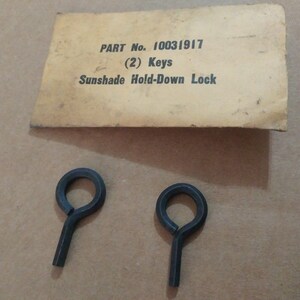 PART No. 10031917
(2) Keys
Sunshade Hold-Down Lock